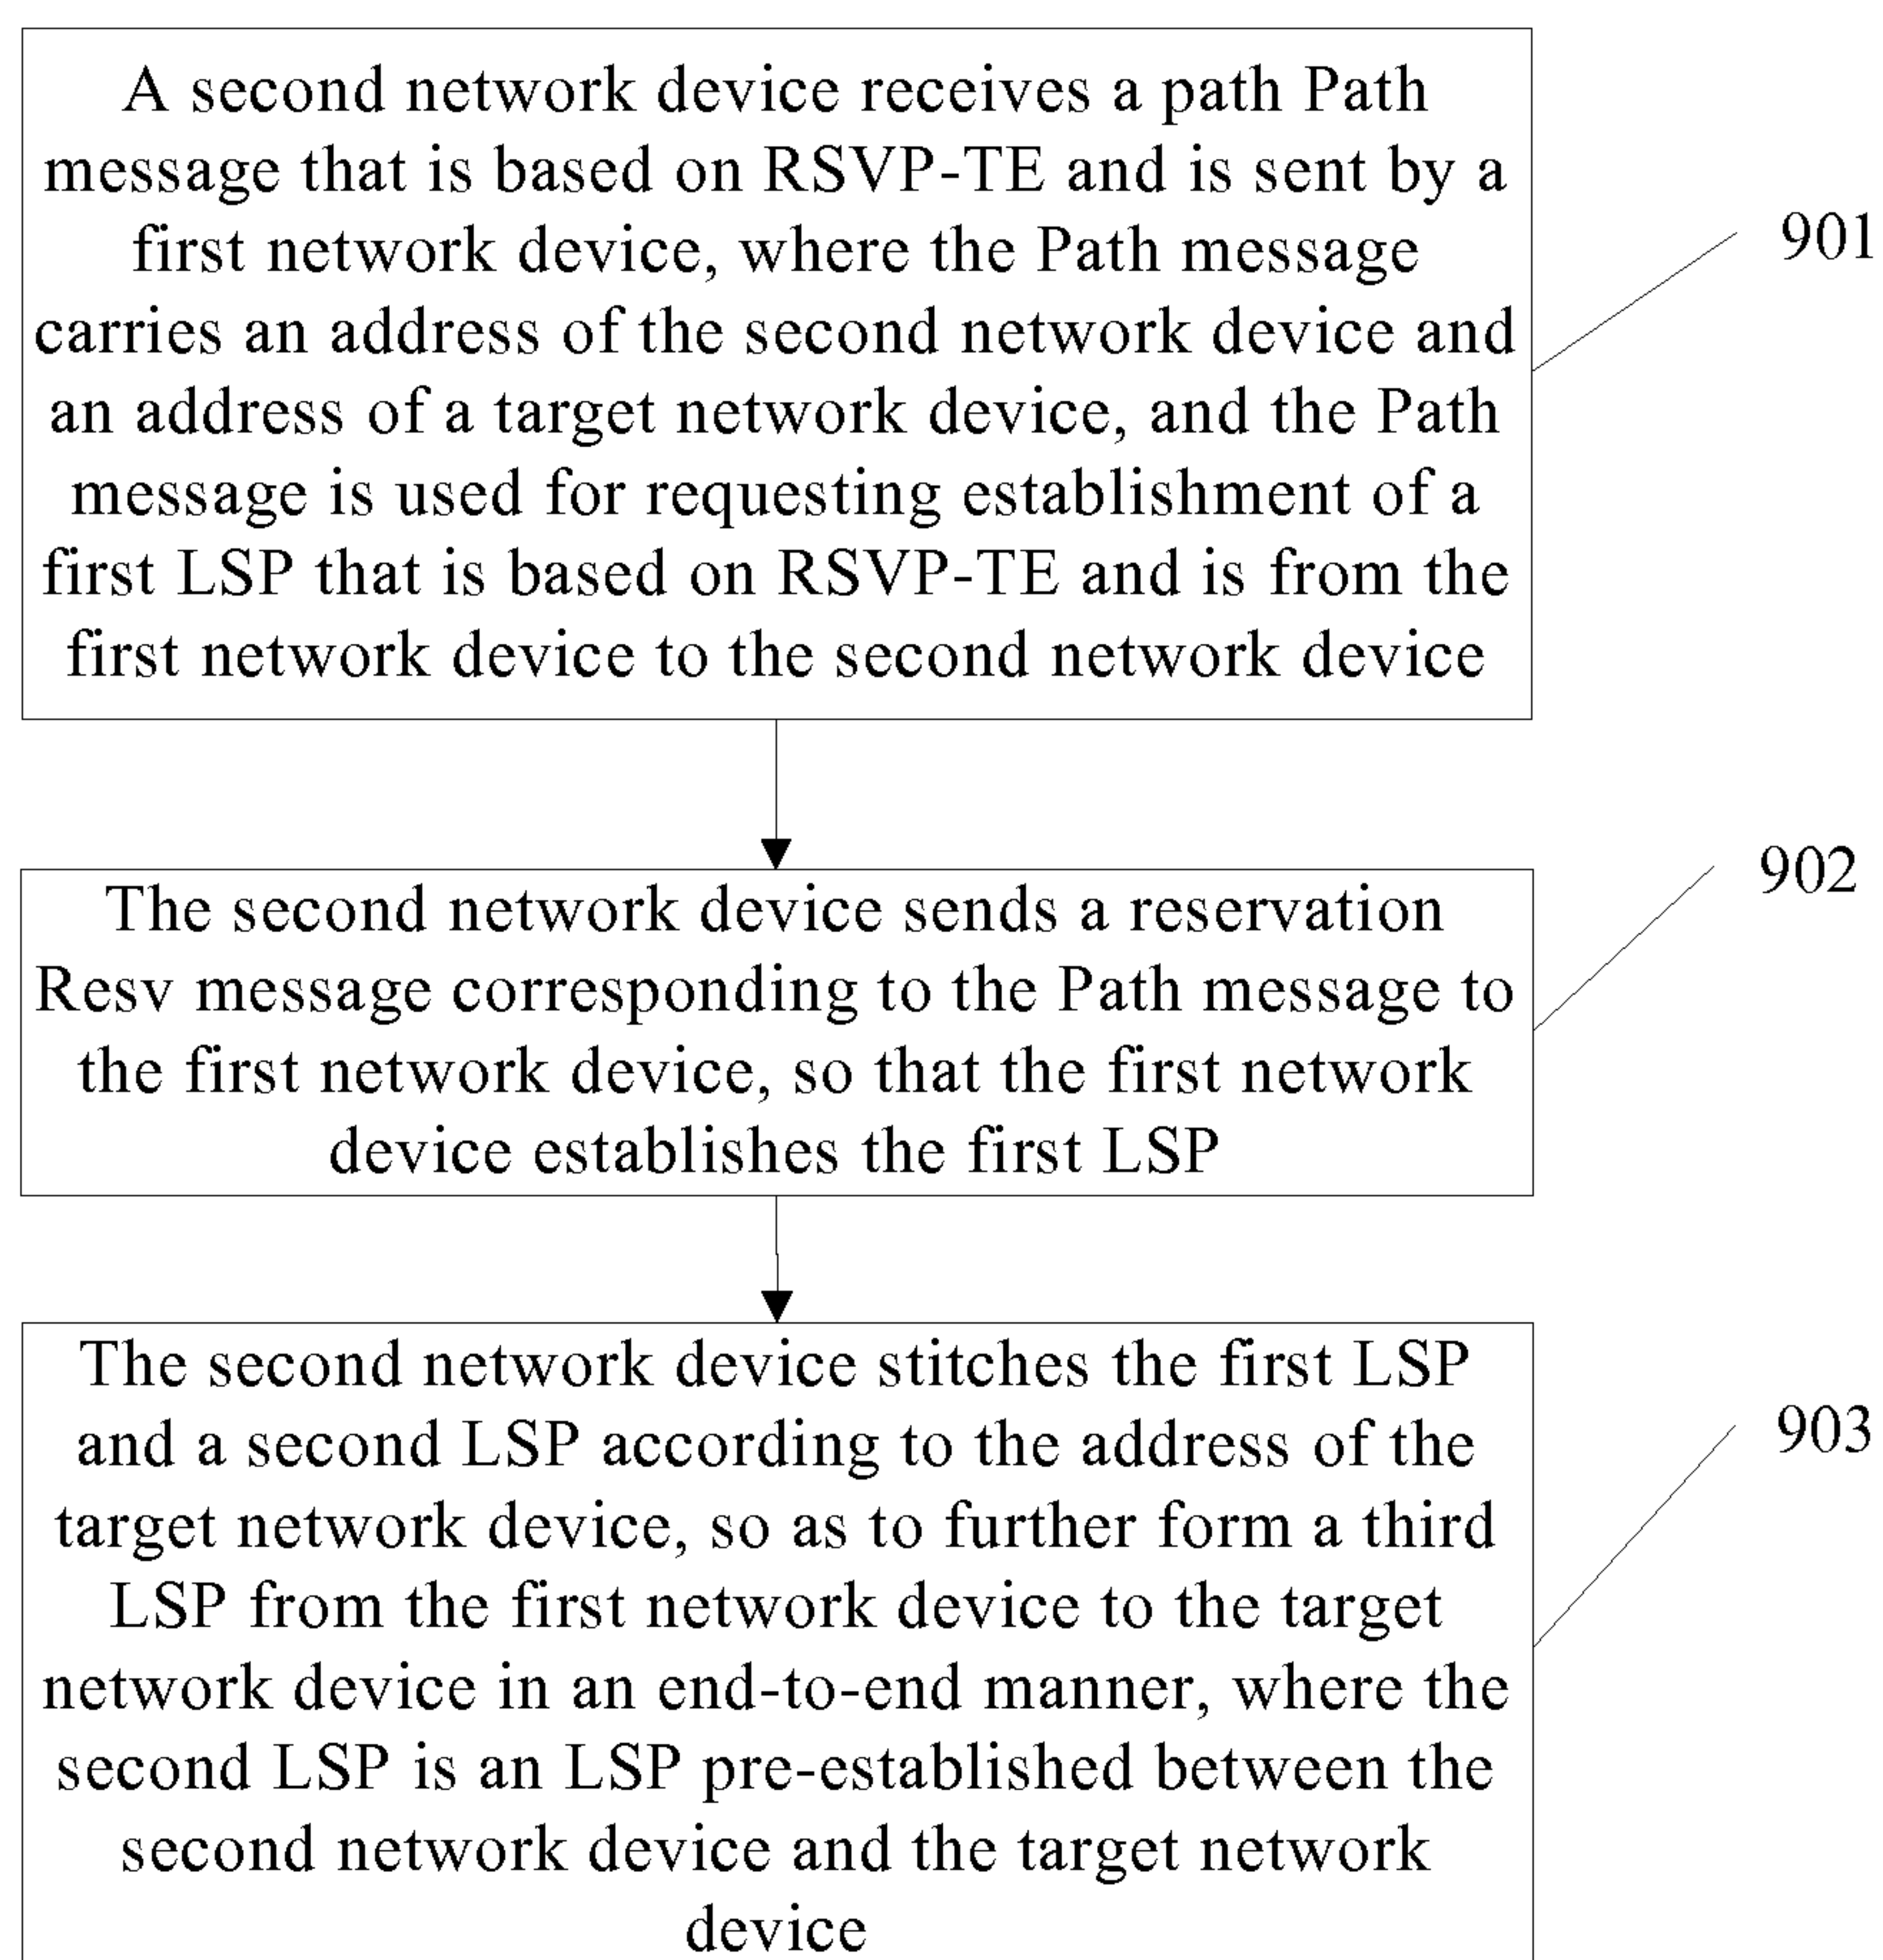 A second network device receives a path Path
message that is based on RSVP-TE and is sent by a
first network device, where the Path message
carries an address of the second network device and
an address of a target network device, and the Path
message is used for requesting establishment of a
first LSP that is based on RSVP-TE and is from the
first network device to the second network device
901
The second network device sends a reservation
Resv message corresponding to the Path message to
the first network device, so that the first network
device establishes the first LSP
902
The second network device stitches the first LSP
and a second LSP according to the address of the
target network device, so as to further form a third
LSP from the first network device to the target
network device in an end-to-end manner, where the
second LSP is an LSP pre-established between the
second network device and the target network
device
903